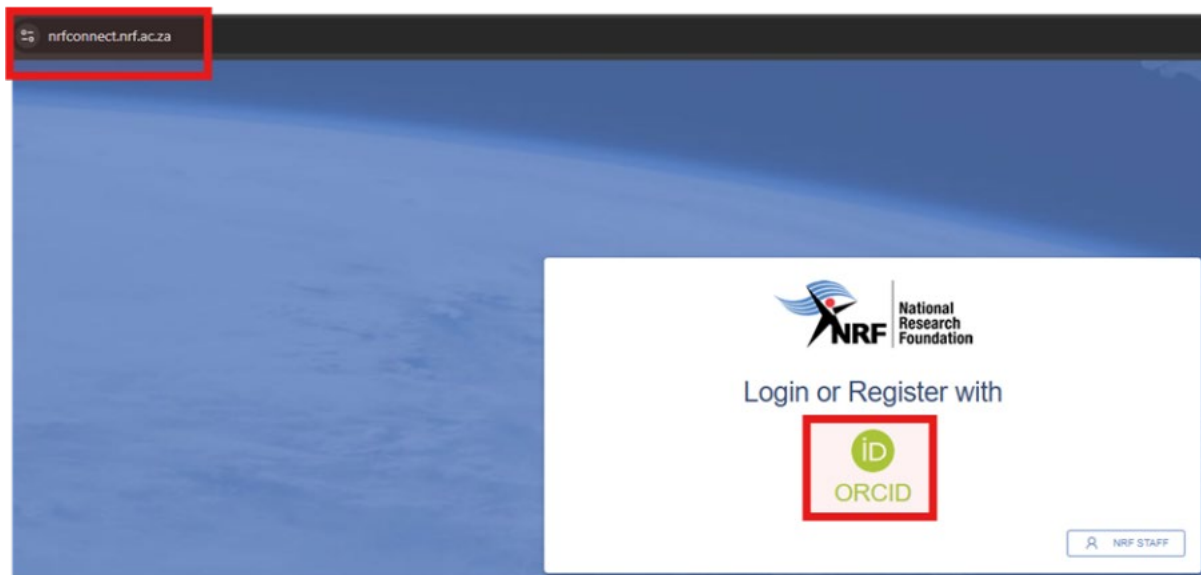 nrfconnect.nrf.ac.za
NRF
National
Research
Foundation
Login or Register with
iD
ORCID
NRF STAFF